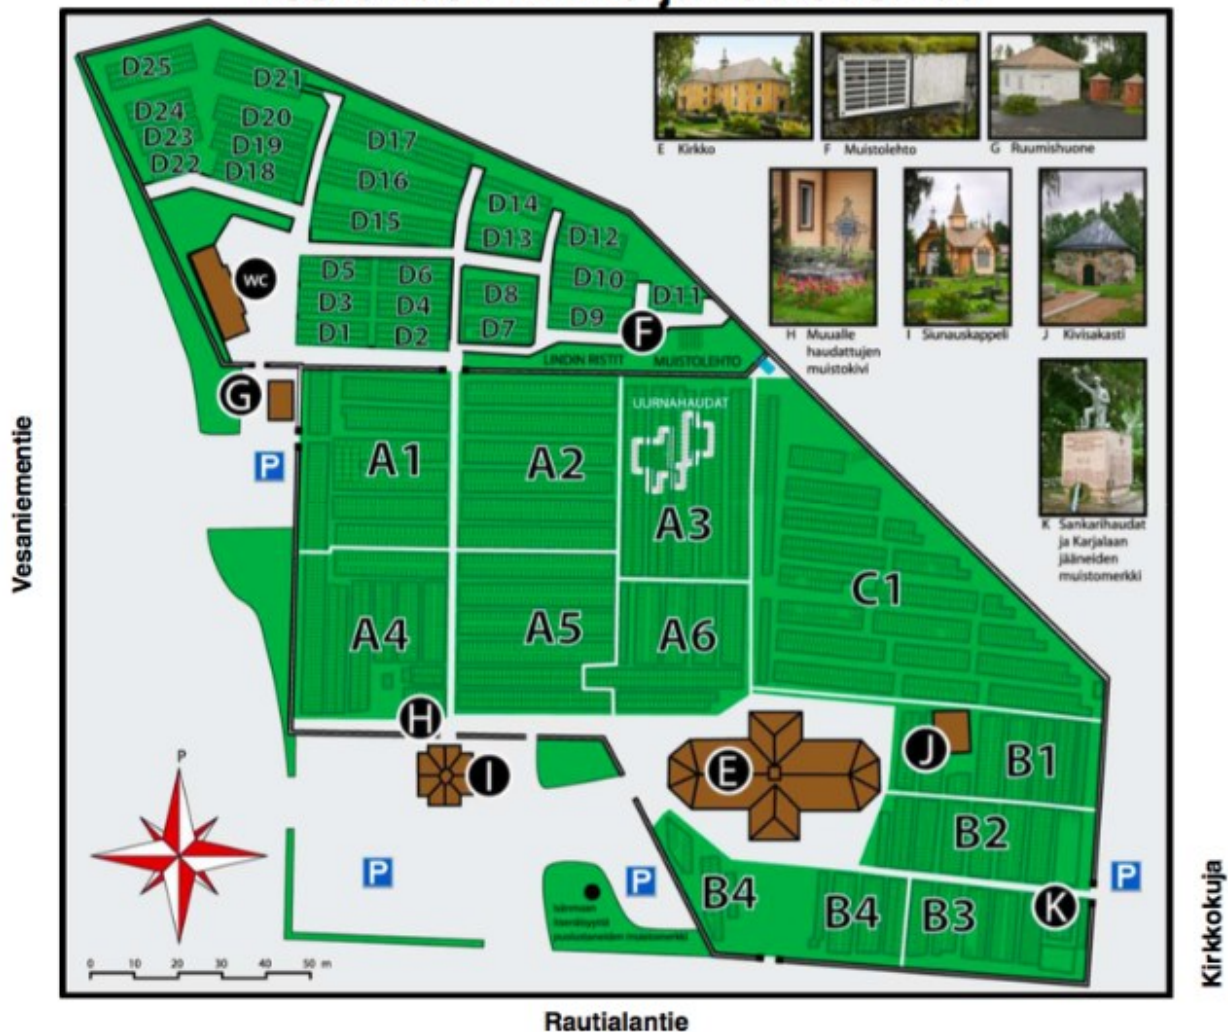 D25
D21
D24
D20
D23
D19
D22
D18
D17
D16
D15
D14
D13
D12
D10
D11
D9
D5
D6
D3
D4
D1
D2
D8
D7
WC
F
LINDIN RISTIT
MUISTOLEHTO
G
P
A1
A2
UURNAHAUDAT
A3
C1
A4
A5
A6
H
I
E
J
B1
B2
B4
B4
B3
K
P
P
P
P
muistomerkki
0 10 20 30 40 50 m
E Kirkko
F Muistolehto
G Ruumishuone
H Muualle
haudattujen
muistokivi
I Siunauskappeli
J Kivisakasti
K Sankarihaudat
ja Karjalaan
jääneiden
muistomerkki
Vesaniementie
Kirkkokuja
Rautialantie